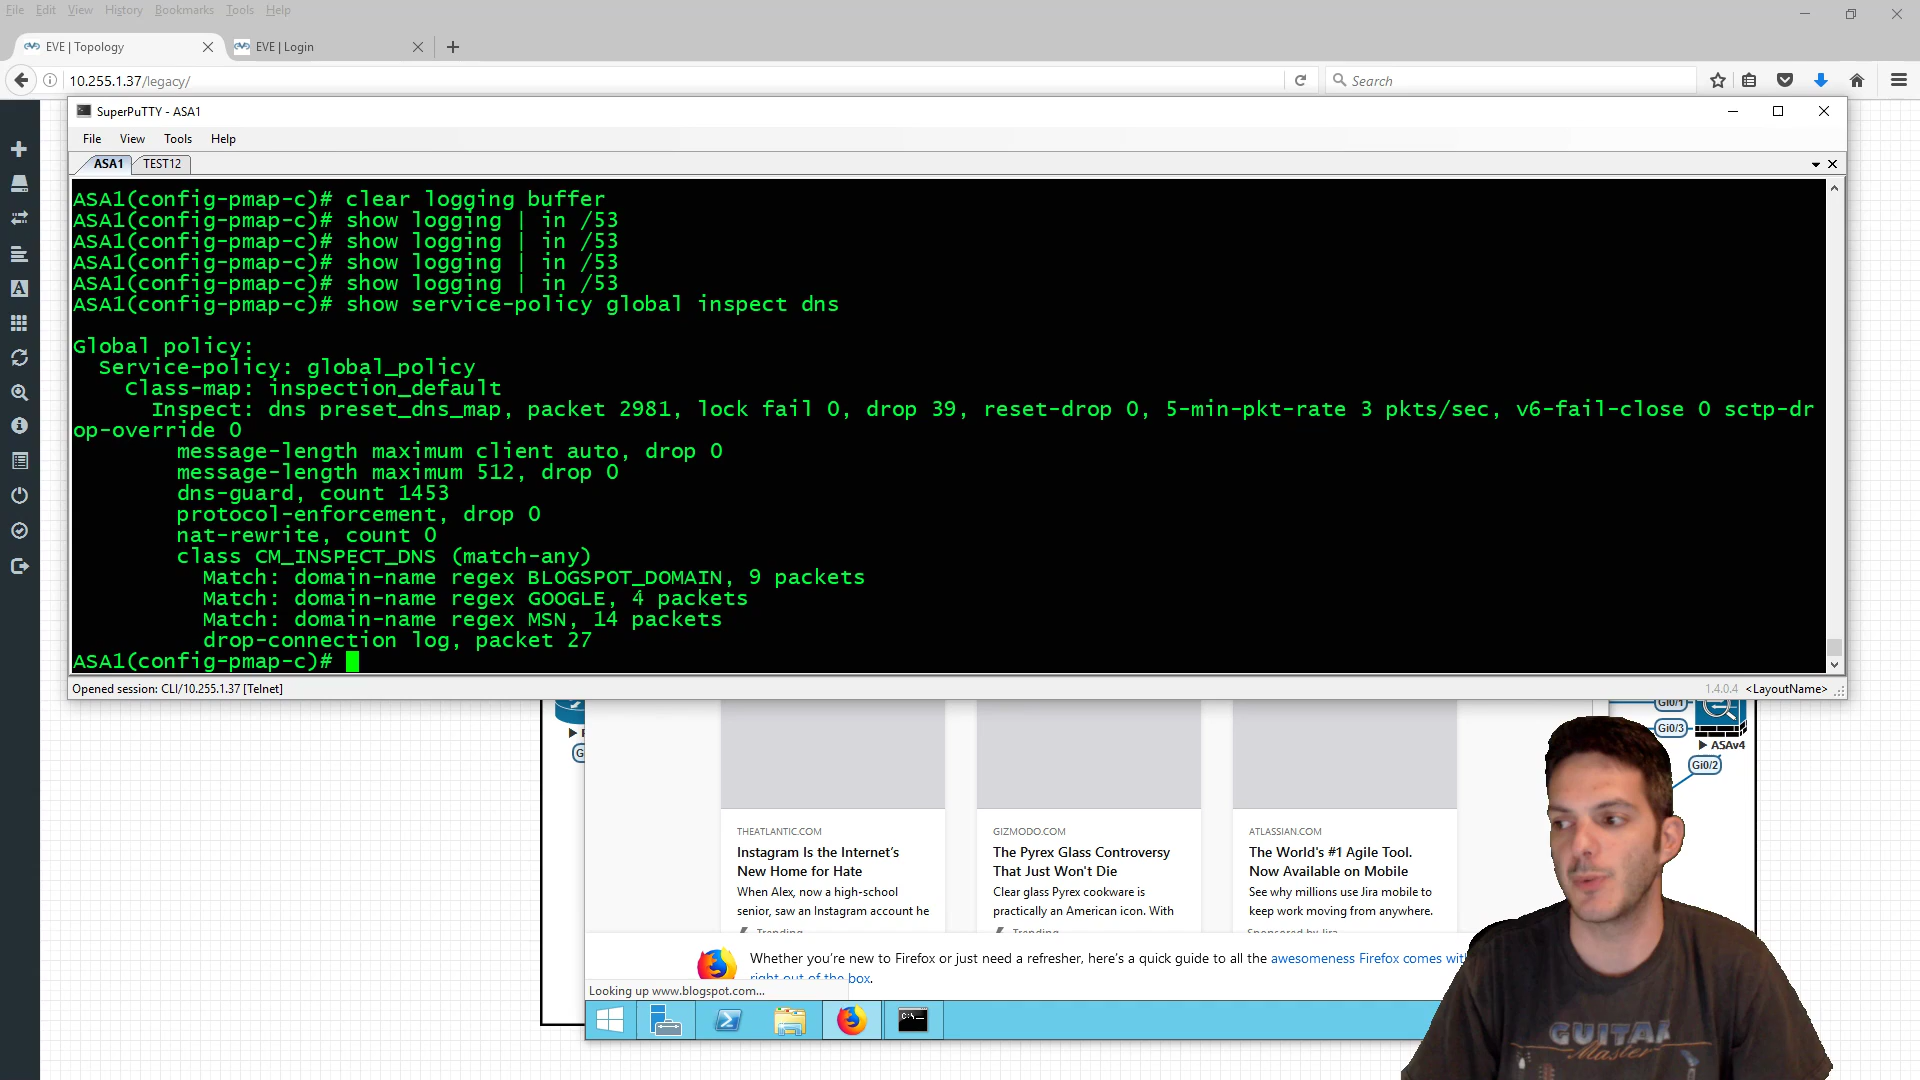 File Edit View History Bookmarks Tools Help
EVE | Topology
EVE | Login
10.255.1.37/legacy/
Search
SuperPuTTY - ASA1
File View Tools Help
ASA1 TEST12
ASA1(config-pmap-c)# clear logging buffer
ASA1(config-pmap-c)# show logging | in /53
ASA1(config-pmap-c)# show logging | in /53
ASA1(config-pmap-c)# show logging | in /53
ASA1(config-pmap-c)# show logging | in /53
ASA1(config-pmap-c)# show service-policy global inspect dns
Global policy:
Service-policy: global_policy
Class-map: inspection_default
Inspect: dns preset_dns_map, packet 2981, lock fail 0, drop 39, reset-drop 0, 5-min-pkt-rate 3 pkts/sec, v6-fail-close 0 sctp-dr
op-override 0
message-length maximum client auto, drop 0
message-length maximum 512, drop 0
dns-guard, count 1453
protocol-enforcement, drop 0
nat-rewrite, count 0
class CM_INSPECT_DNS (match-any)
Match: domain-name regex BLOGSPOT_DOMAIN, 9 packets
Match: domain-name regex GOOGLE, 4 packets
Match: domain-name regex MSN, 14 packets
drop-connection log, packet 27
ASA1(config-pmap-c)#
Opened session: CLI/10.255.1.37 [Telnet]
1.4.0.4 <LayoutName>
Gi0/1
Gi0/3
ASAv4
Gi0/2
THEATLANTIC.COM
Instagram Is the Internet's
New Home for Hate
When Alex, now a high-school
senior, saw an Instagram account he
Trending
GIZMODO.COM
The Pyrex Glass Controversy
That Just Won't Die
Clear glass Pyrex cookware is
practically an American icon. With
Trending
ATLASSIAN.COM
The World's #1 Agile Tool.
Now Available on Mobile
See why millions use Jira mobile to
keep work moving from anywhere.
Sponsored by Jira
Whether you're new to Firefox or just need a refresher, here's a quick guide to all the awesomeness Firefox comes
right out of the box.
Looking up www.blogspot.com...
GUITAR
Master